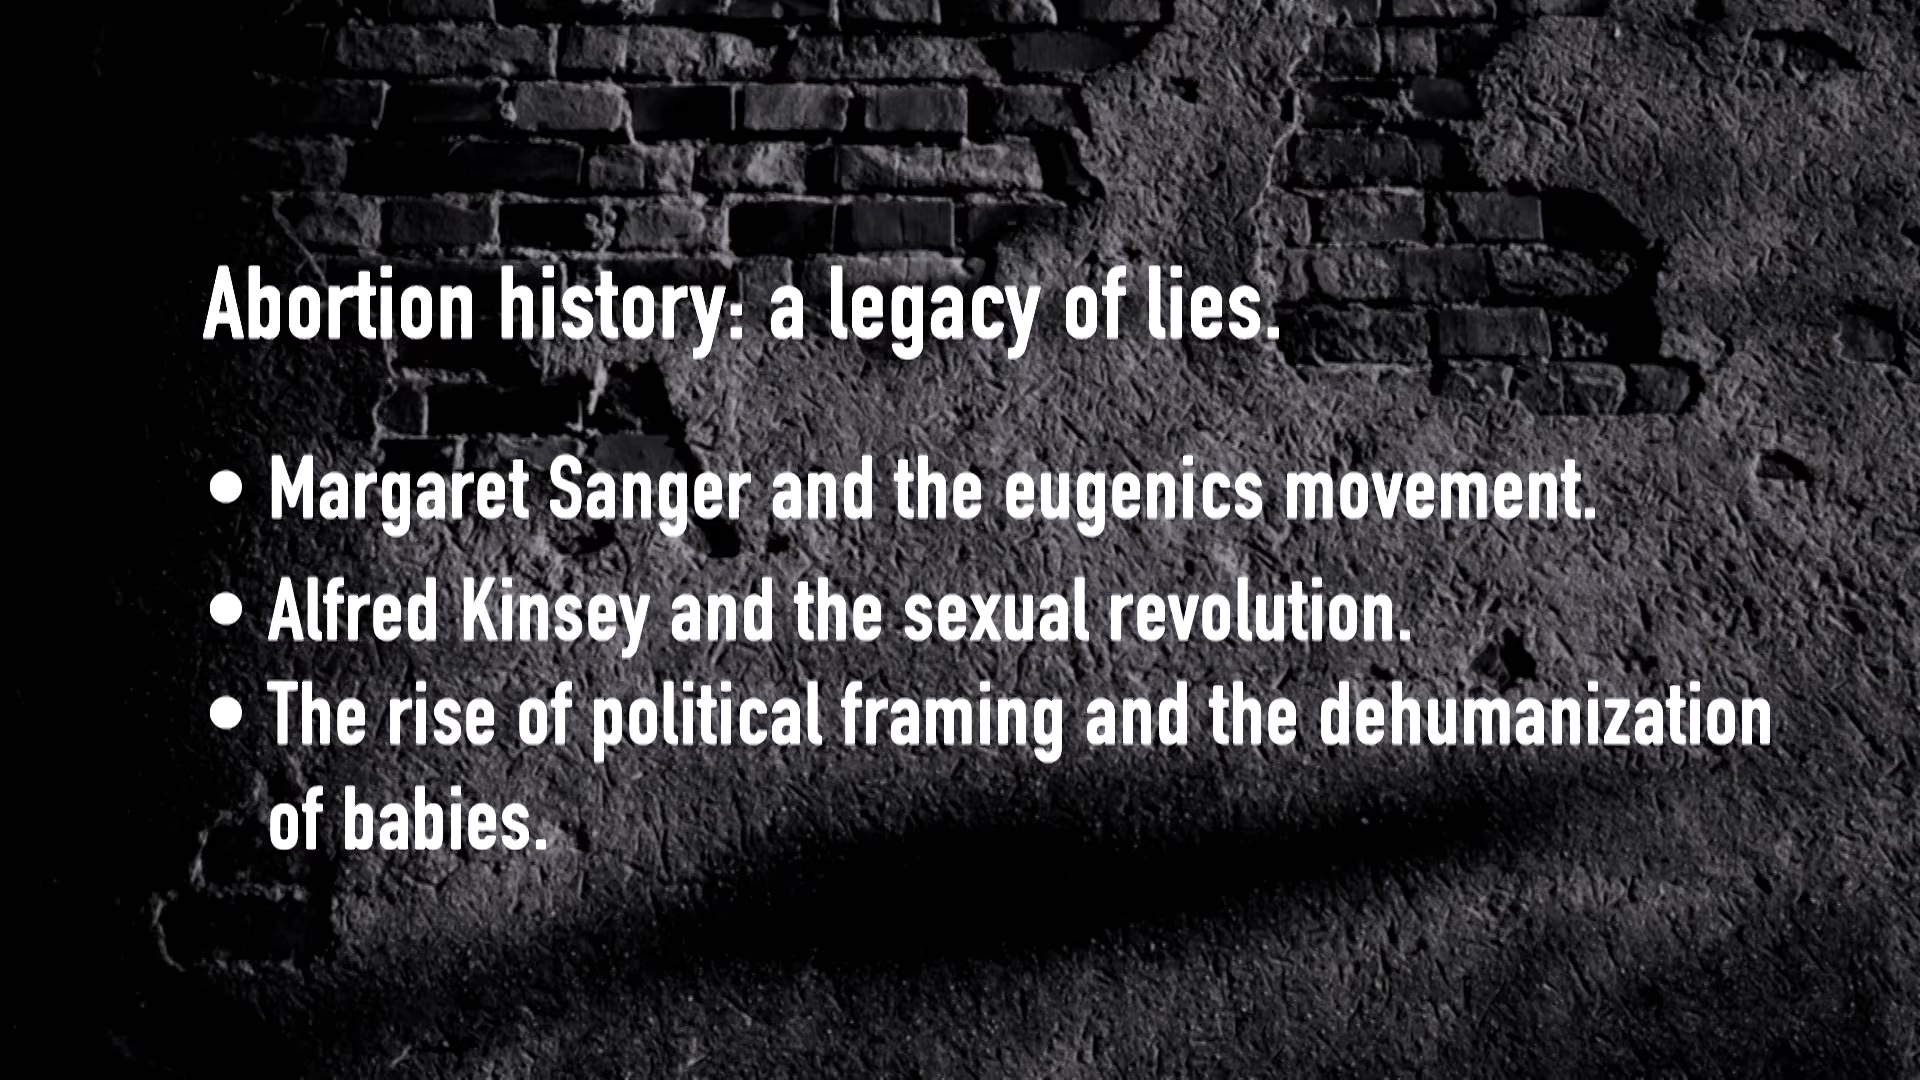 Abortion history: a legacy of lies.
• Margaret Sanger and the eugenics movement.
• Alfred Kinsey and the sexual revolution.
• The rise of political framing and the dehumanization
of babies.